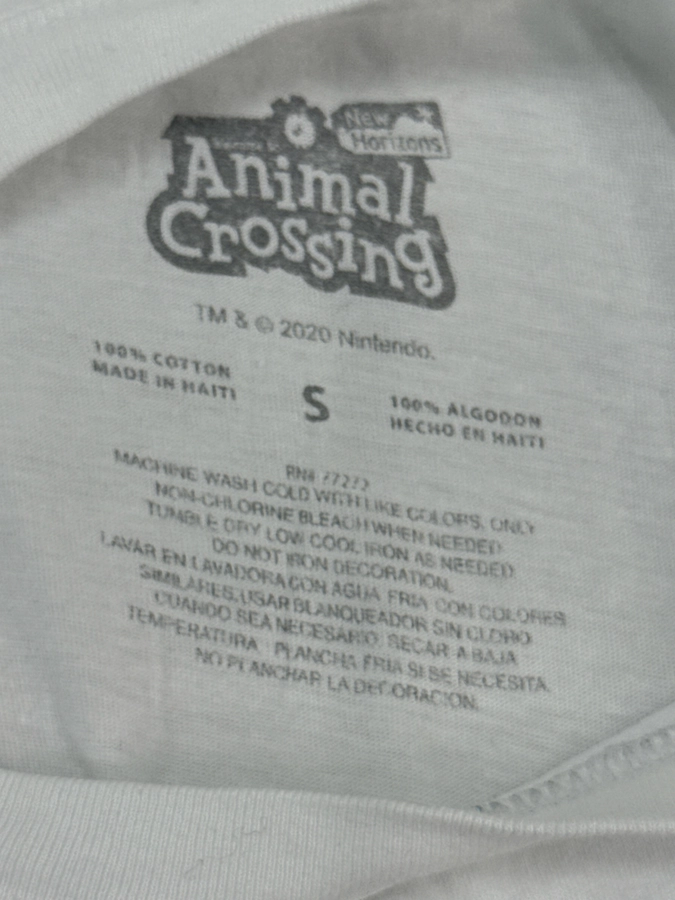 New
Horizons
Animal
Crossing
TM & © 2020 Nintendo.
100% COTTON
MADE IN HAITI
S
100% ALGODON
HECHO EN HAITI
RN#
MACHINE WASH COLD WITH LIKE COLORS. ONLY
NON-CHLORINE BLEACH WHEN NEEDED
TUMBLE DRY LOW COOL IRON AS NEEDED
DO NOT IRON DECORATION.
LAVAR EN LAVADORA CON AGUA FRIA CON COLORES
SIMILARES. USAR BLANQUEADOR SIN CLORO
CUANDO SEA NECESARIO. SECAR A BAJA
TEMPERATURA. PLANCHA FRIA SI SE NECESITA.
NO PLANCHAR LA DECORACION.